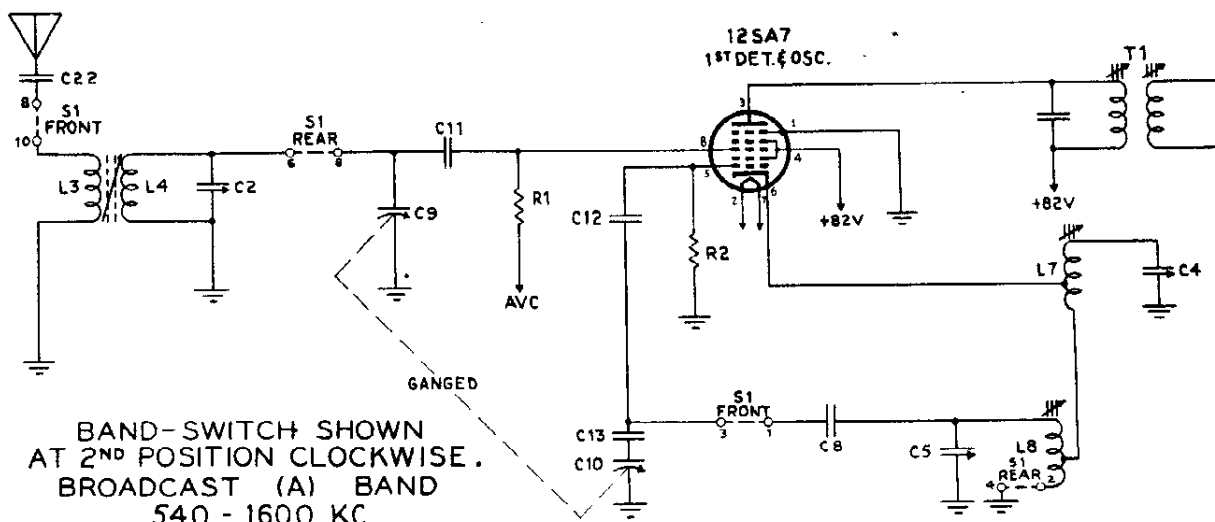 12SA7
1ST DET. & OSC.
T1
C22
8
S1
FRONT
10
S1
REAR
6
8
C11
L3
L4
C2
C9
R1
AVC
3
8
5
1
4
2
7
6
+82V
+82V
C12
R2
L7
C4
GANGED
S1
FRONT
3
1
C13
C10
C8
C5
L8
S1
REAR
4
2
BAND-SWITCH SHOWN
AT 2ND POSITION CLOCKWISE.
BROADCAST (A) BAND
540 - 1600 KC